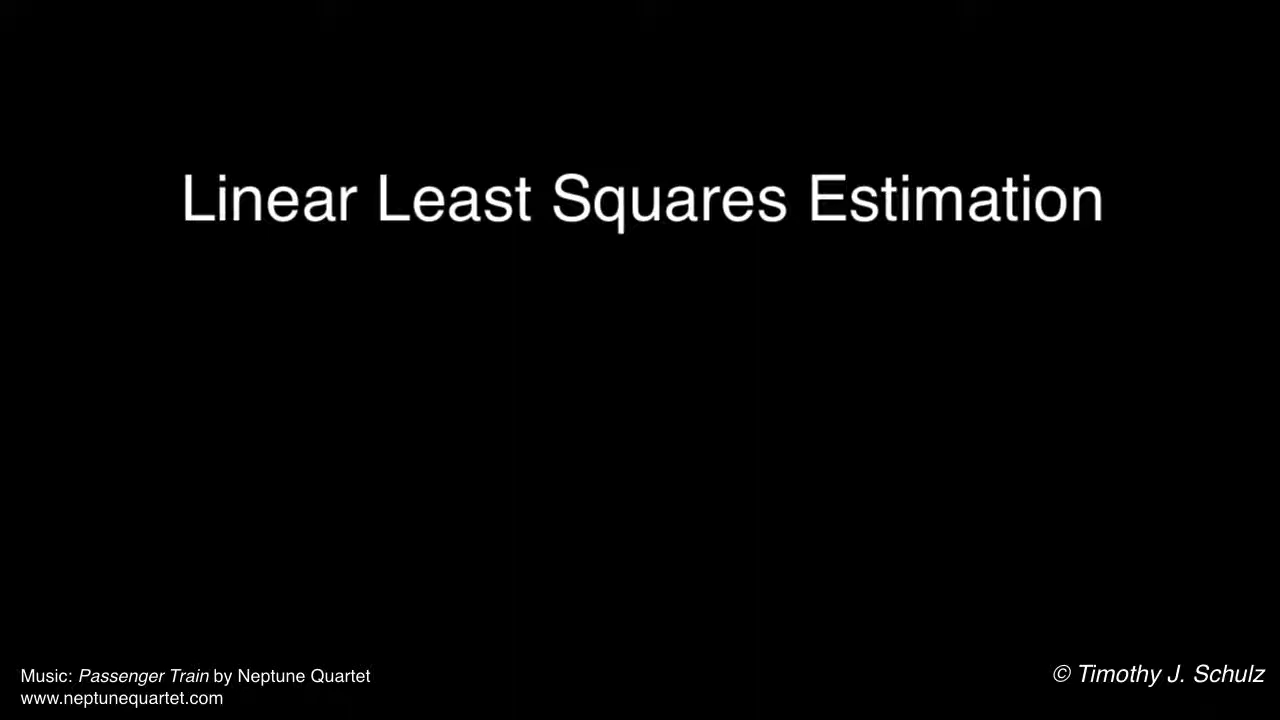 Linear Least Squares Estimation
Music: Passenger Train by Neptune Quartet
www.neptunequartet.com
© Timothy J. Schulz